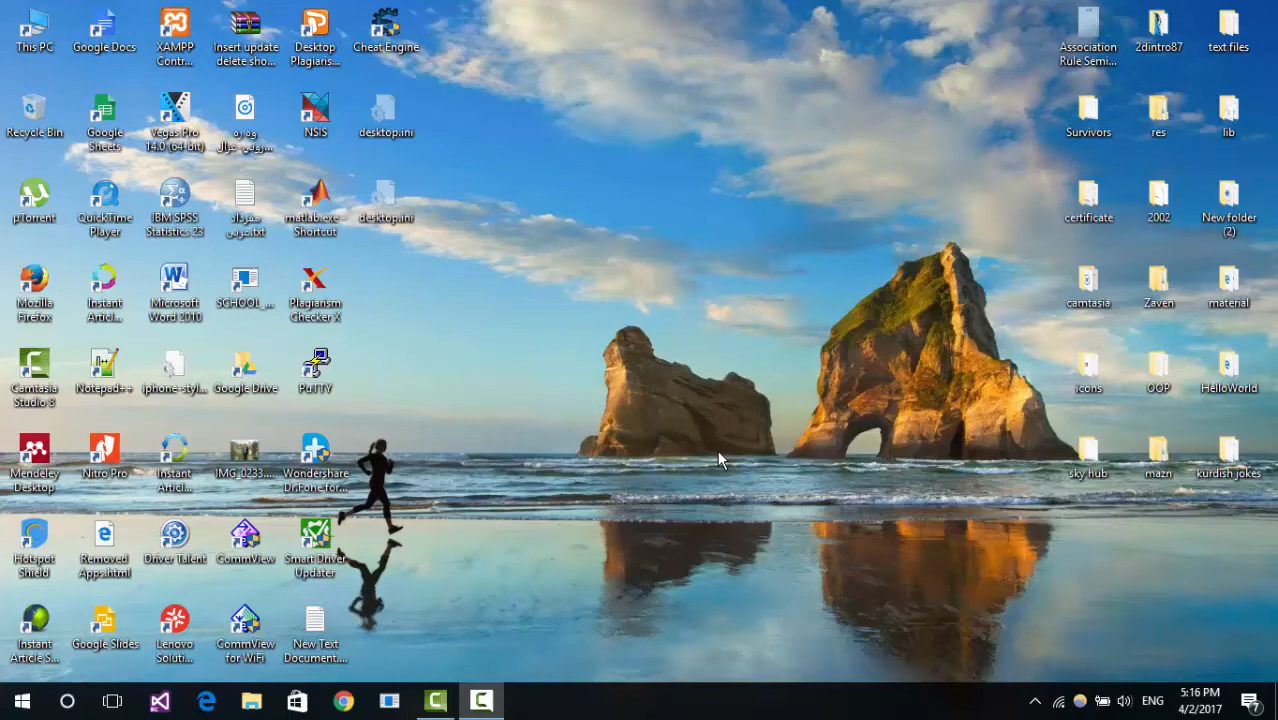 This PC
Google Docs
XAMPP
Contr...
Insert update
delete sho...
Desktop
Plagiaris...
Cheat Engine
Association
Rule Semi...
2dintro87
text files
Recycle Bin
Google
Sheets
Vegas Pro
14.0 (64-bit)
NSIS
desktop.ini
Survivors
res
lib
µTorrent
QuickTime
Player
IBM SPSS
Statistics 23
matlab.exe -
Shortcut
desktop.ini
certificate
2002
New folder
(2)
Mozilla
Firefox
Instant
Articl...
Microsoft
Word 2010
SCHOOL_...
Plagiarism
Checker X
camtasia
Zaven
material
Camtasia
Studio 8
Notepad++
iphone-styl...
Google Drive
PuTTY
icons
OOP
HelloWorld
Mendeley
Desktop
Nitro Pro
Instant
Articl...
IMG_0233....
Wondershare
Dr.Fone for...
sky hub
mazn
kurdish jokes
Hotspot
Shield
Removed
Apps.html
Driver Talent
CommView
Smart Driver
Updater
Instant
Article S...
Google Slides
Lenovo
Soluti...
CommView
for WiFi
New Text
Document....
ENG
5:16 PM
4/2/2017
7